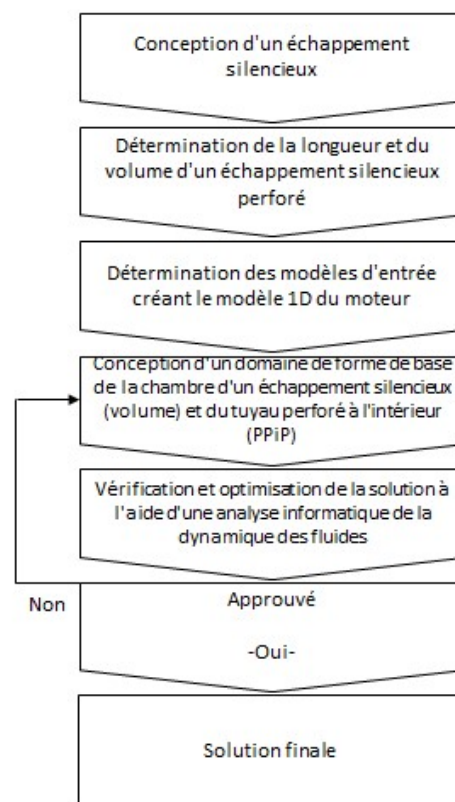 Conception d'un échappement
silencieux
Détermination de la longueur et du
volume d'un échappement silencieux
perforé
Détermination des modèles d'entrée
créant le modèle 1D du moteur
Conception d'un domaine de forme de base
de la chambre d'un échappement silencieux
(volume) et du tuyau perforé à l'intérieur
(PPiP)
Vérification et optimisation de la solution à
l'aide d'une analyse informatique de la
dynamique des fluides
Non
Approuvé
-Oui-
Solution finale